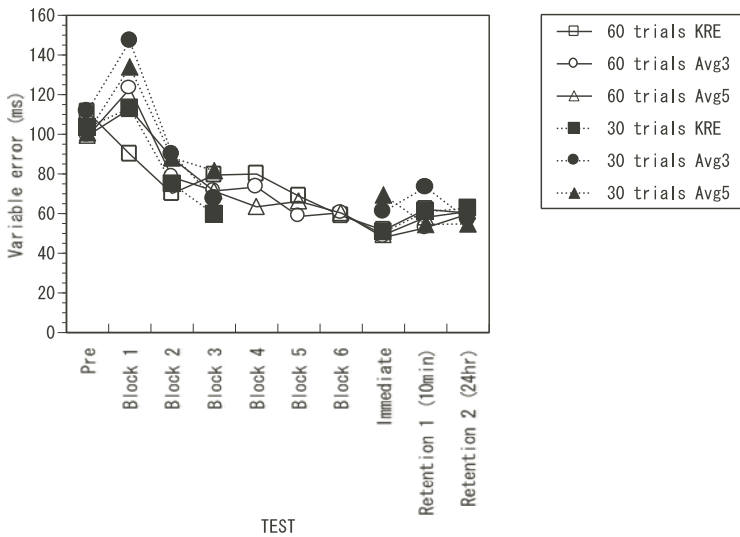 160
140
120
100
80
60
40
20
0
Variable error (ms)
Pre
Block 1
Block 2
Block 3
Block 4
Block 5
Block 6
Immediate
Retention 1 (10min)
Retention 2 (24hr)
TEST
60 trials KRE
60 trials Avg3
60 trials Avg5
30 trials KRE
30 trials Avg3
30 trials Avg5